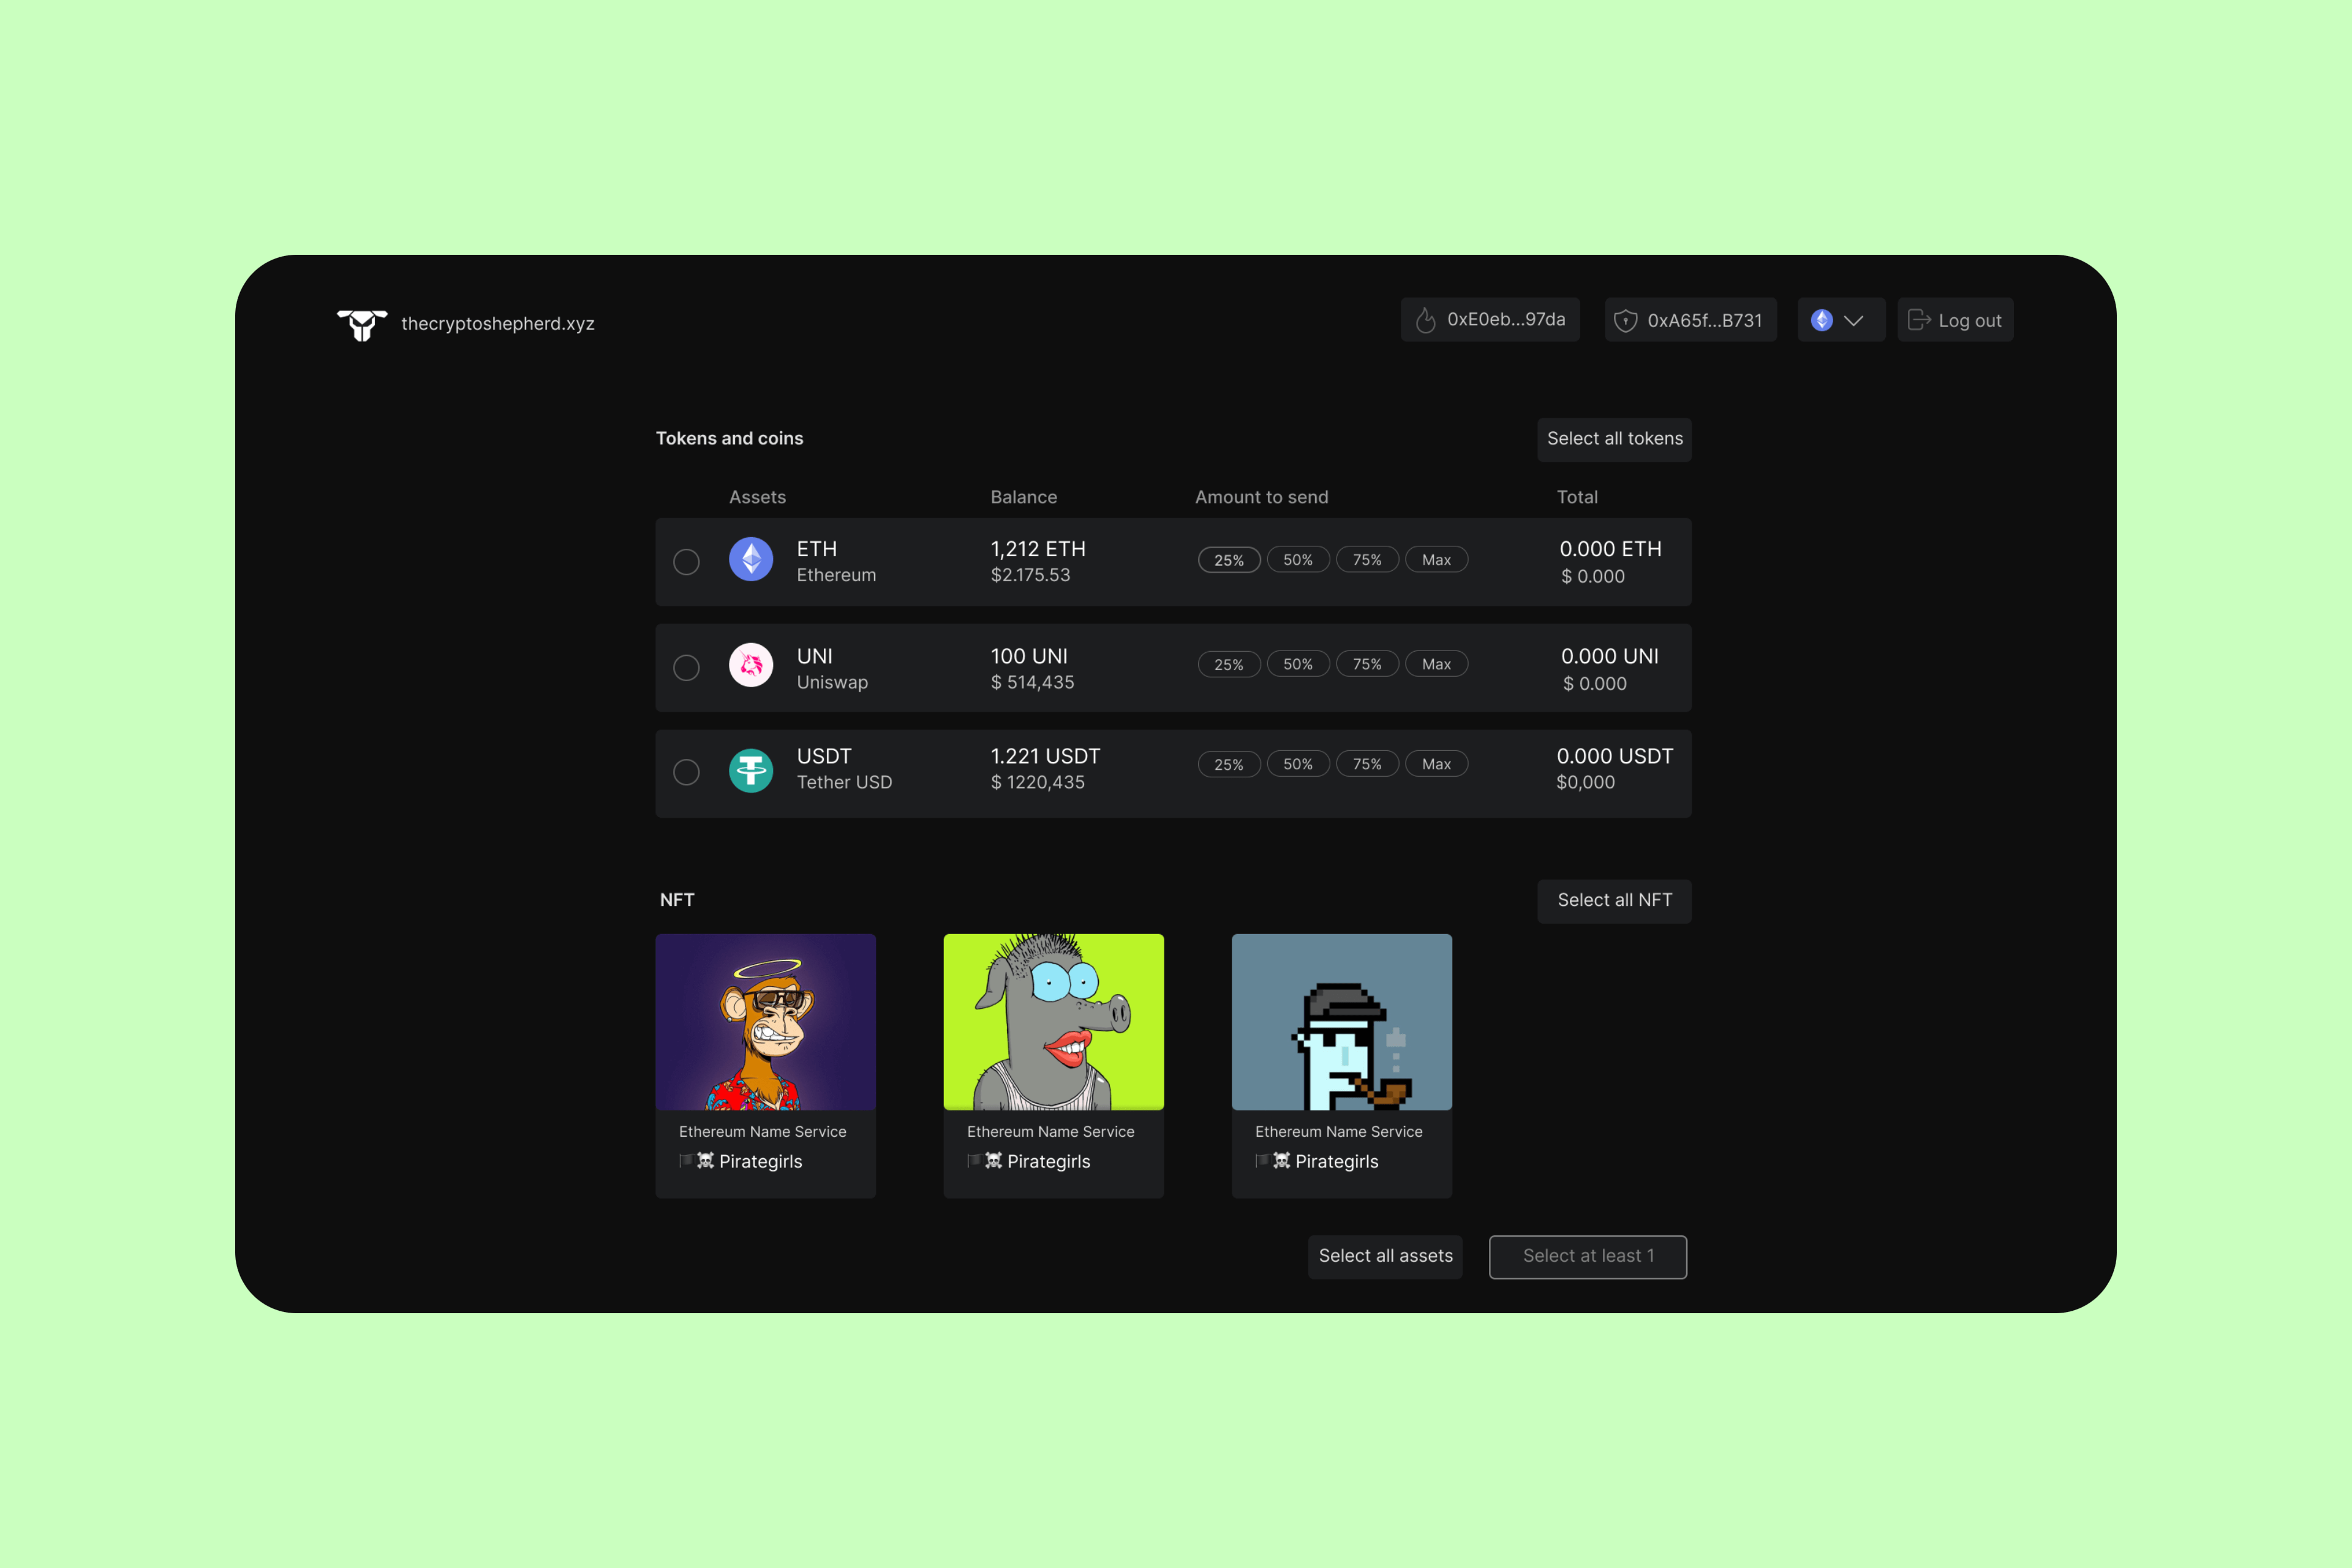 thecryptoshepherd.xyz
0xE0eb...97da
0xA65f...B731
Log out
Tokens and coins
Select all tokens
Assets Balance Amount to send Total
ETH 1,212 ETH 25% 50% 75% Max 0.000 ETH
Ethereum $2.175.53 $ 0.000
UNI 100 UNI 25% 50% 75% Max 0.000 UNI
Uniswap $ 514,435 $ 0.000
USDT 1.221 USDT 25% 50% 75% Max 0.000 USDT
Tether USD $ 1220,435 $0,000
NFT
Select all NFT
Ethereum Name Service Ethereum Name Service Ethereum Name Service
Pirategirls Pirategirls Pirategirls
Select all assets Select at least 1